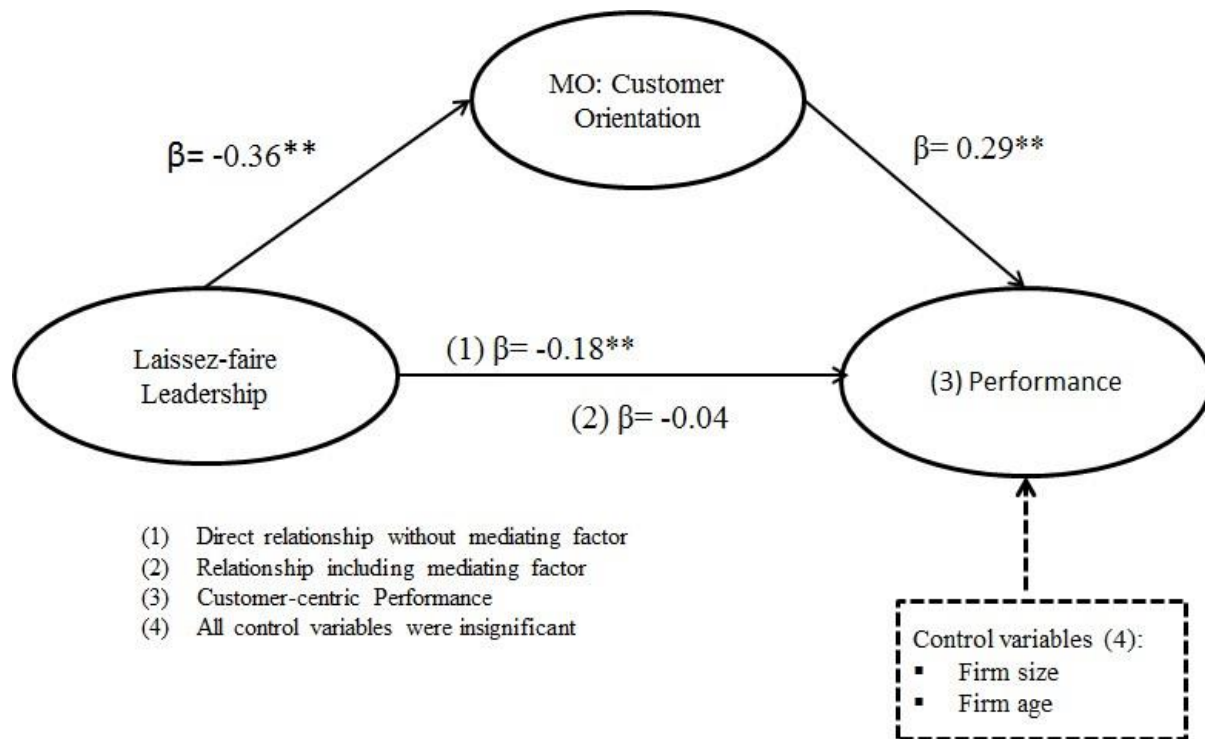 MO: Customer
Orientation
β= -0.36**
β= 0.29**
Laissez-faire
Leadership
(1) β= -0.18**
(2) β= -0.04
(3) Performance
(1) Direct relationship without mediating factor
(2) Relationship including mediating factor
(3) Customer-centric Performance
(4) All control variables were insignificant
Control variables (4):
▪ Firm size
▪ Firm age